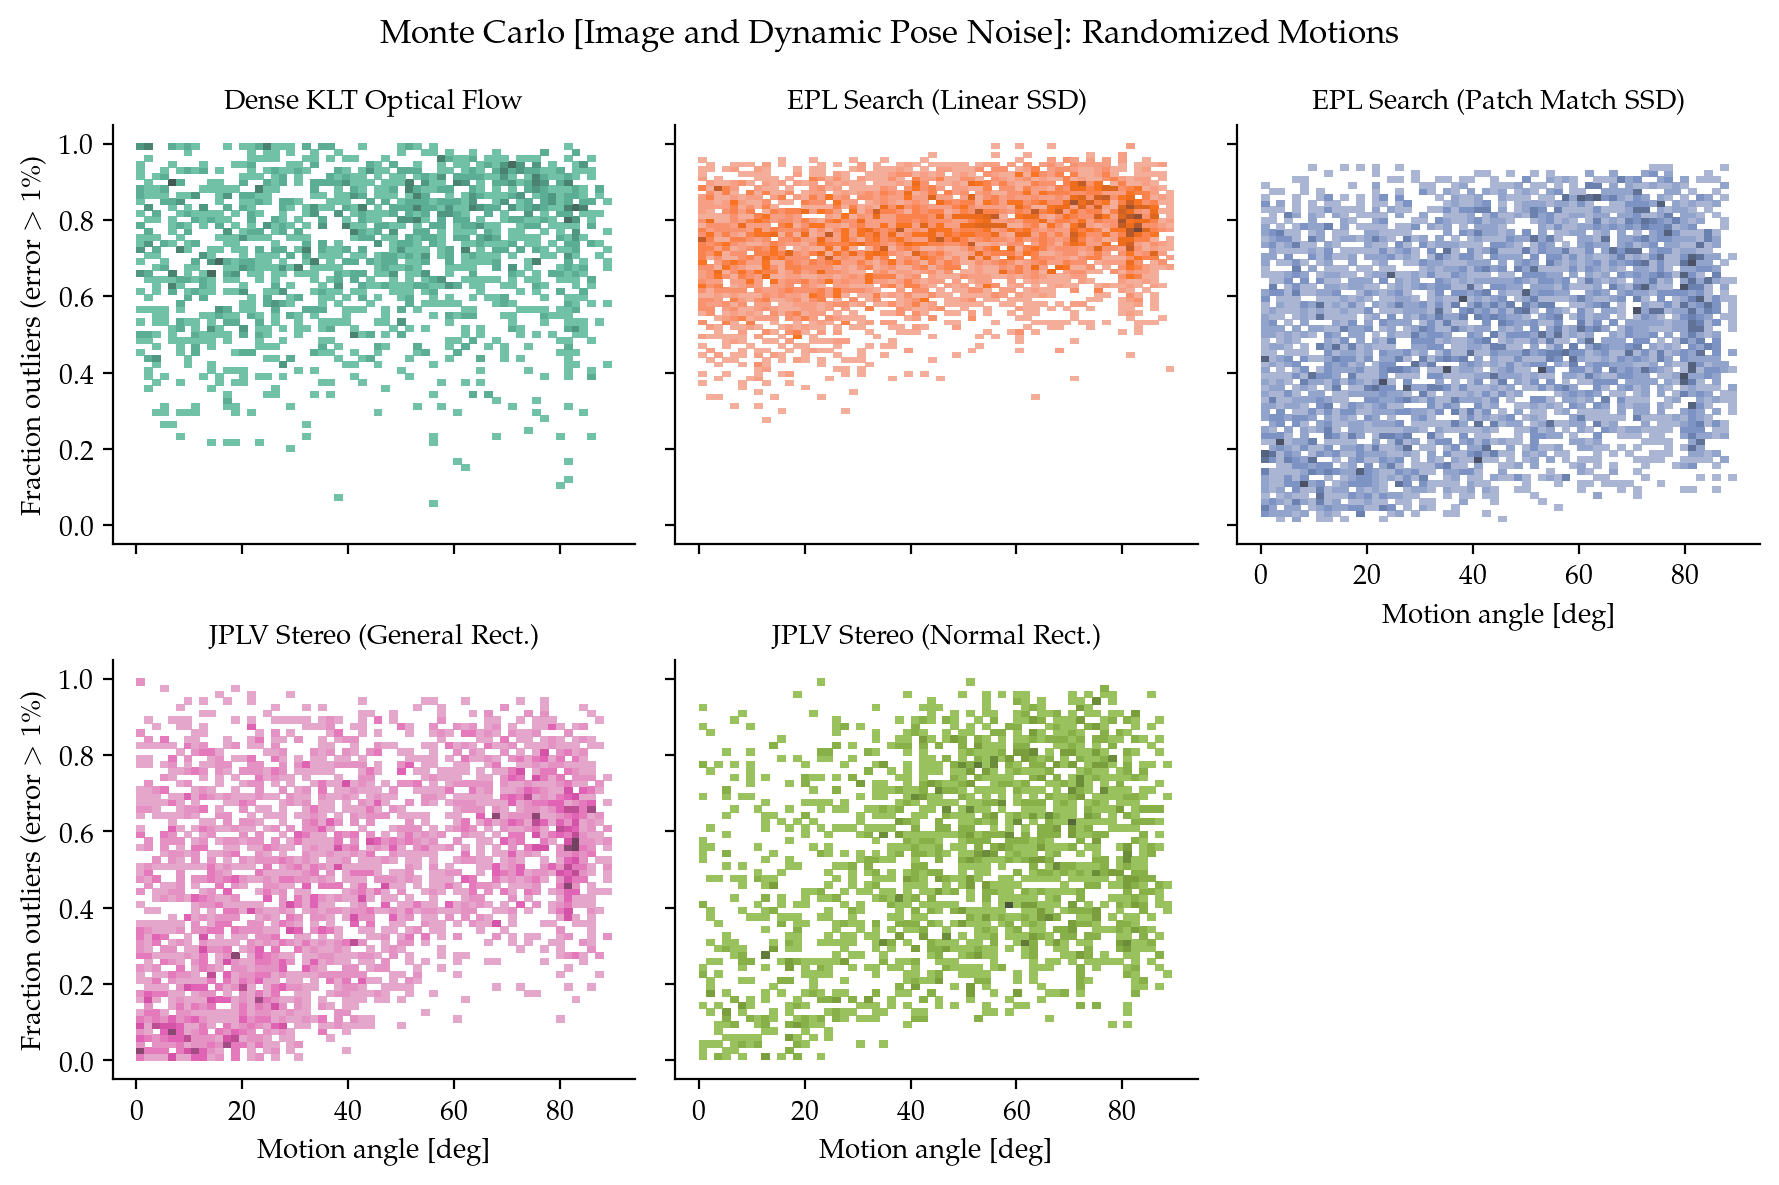 Monte Carlo [Image and Dynamic Pose Noise]: Randomized Motions
Dense KLT Optical Flow
EPL Search (Linear SSD)
EPL Search (Patch Match SSD)
Fraction outliers (error > 1%)
1.0
0.8
0.6
0.4
0.2
0.0
0 20 40 60 80
Motion angle [deg]
JPLV Stereo (General Rect.)
JPLV Stereo (Normal Rect.)
Fraction outliers (error > 1%)
1.0
0.8
0.6
0.4
0.2
0.0
0 20 40 60 80
0 20 40 60 80
Motion angle [deg]
Motion angle [deg]